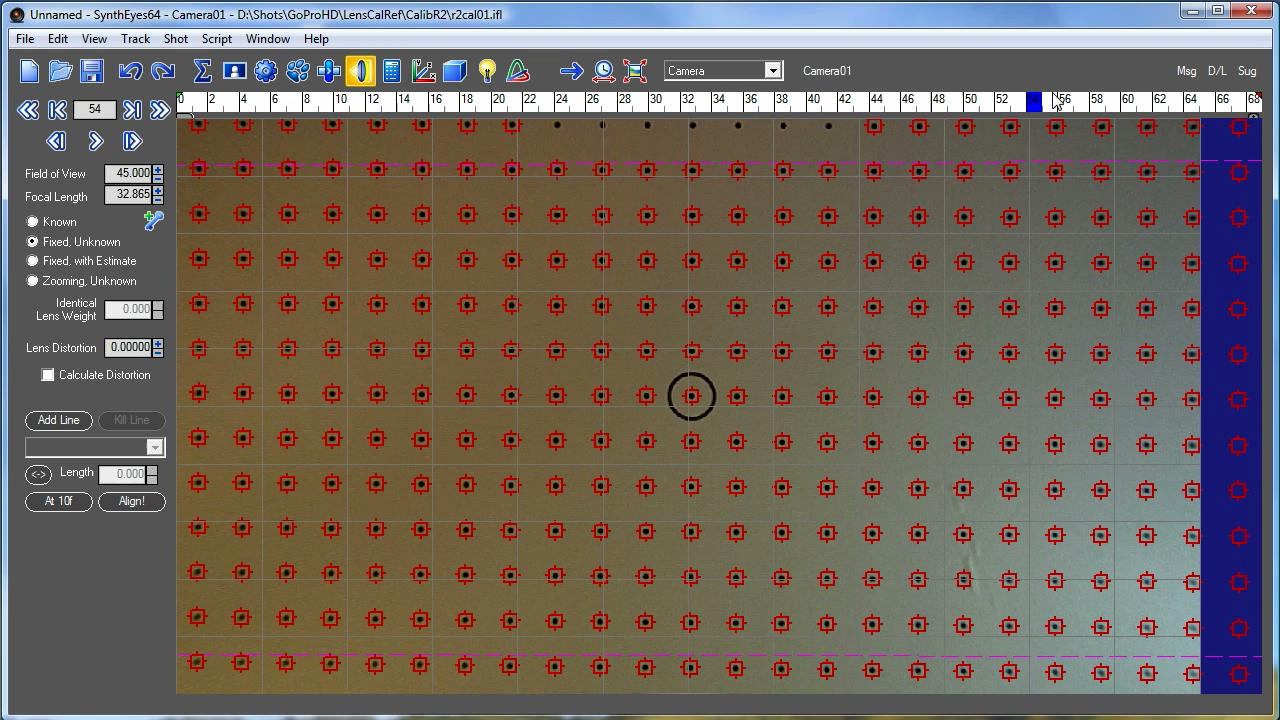 Unnamed - SynthEyes64 - Camera01 - D:\Shots\GoProHD\LensCalRef\CalibR2\r2cal01.ifl
File Edit View Track Shot Script Window Help
Camera Camera01 Msg D/L Sug
54 0 2 4 6 8 10 12 14 16 18 20 22 24 26 28 30 32 34 36 38 40 42 44 46 48 50 52 54 56 58 60 62 64 66 68
Field of View 45.000
Focal Length 32.865
Known
Fixed, Unknown
Fixed, with Estimate
Zooming, Unknown
Identical
Lens Weight 0.000
Lens Distortion 0.00000
Calculate Distortion
Add Line Kill Line
<-> Length 0.000
At 10f Align!